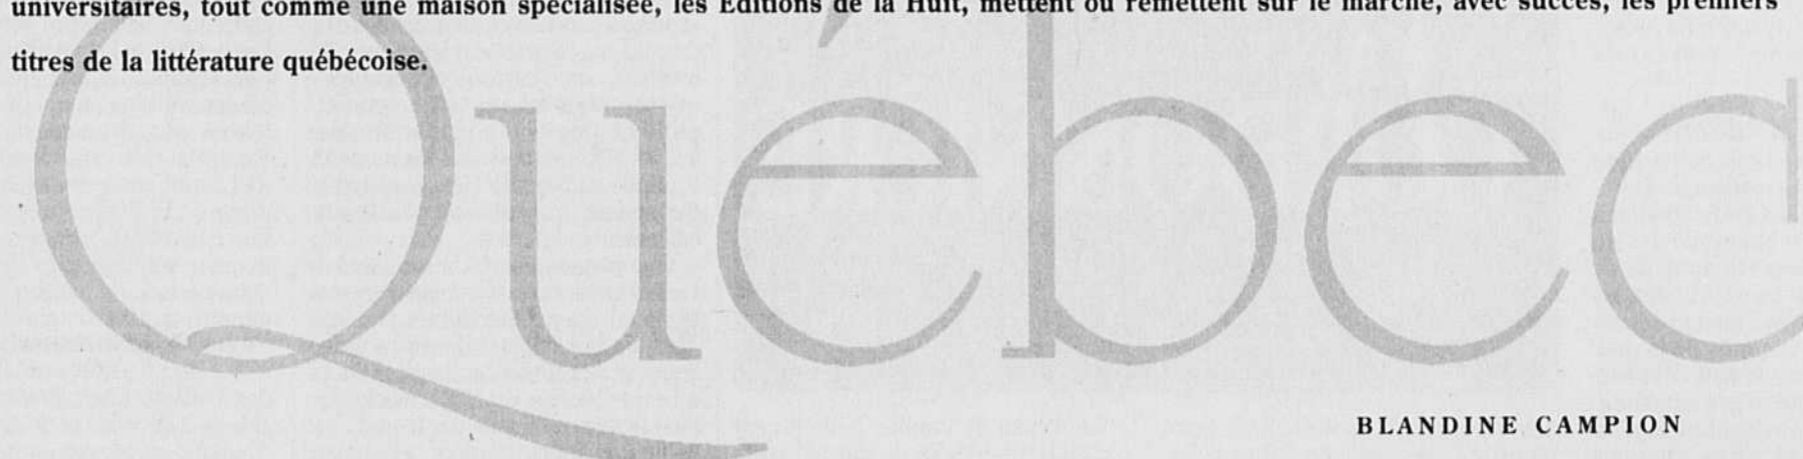 universitaires, tout comme une maison spécialisée, les Éditions de la Huit, mettent ou remettent sur le marché, avec succès, les premiers
titres de la littérature québécoise.
Québec
BLANDINE CAMPION